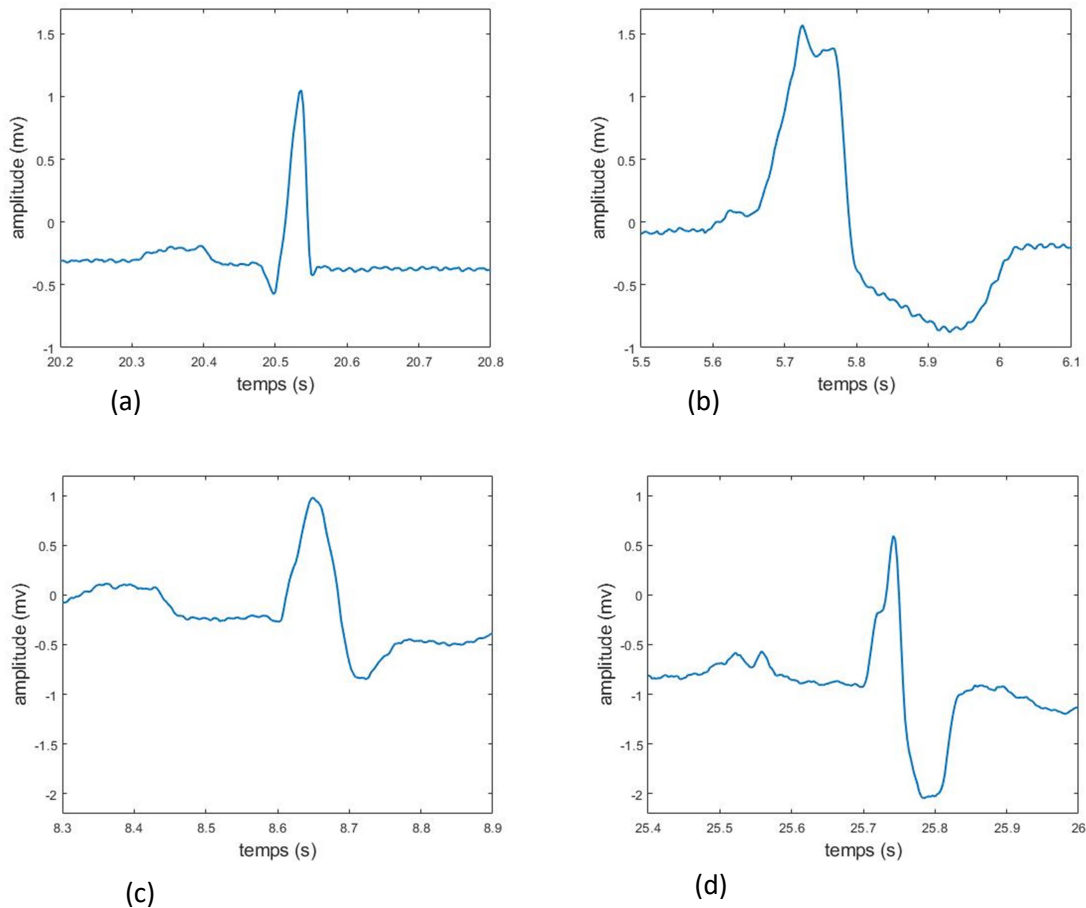 1.5
1
0.5
0
-0.5
-1
amplitude (mv)
20.2 20.3 20.4 20.5 20.6 20.7 20.8
temps (s)
(a)
1.5
1
0.5
0
-0.5
-1
amplitude (mv)
5.5 5.6 5.7 5.8 5.9 6 6.1
temps (s)
(b)
1
0.5
0
-0.5
-1
-1.5
-2
amplitude (mv)
8.3 8.4 8.5 8.6 8.7 8.8 8.9
temps (s)
(c)
1
0.5
0
-0.5
-1
-1.5
-2
amplitude (mv)
25.4 25.5 25.6 25.7 25.8 25.9 26
temps (s)
(d)